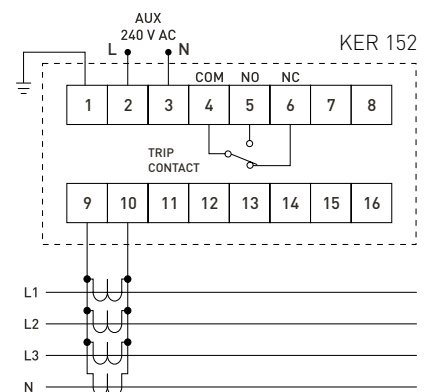 AUX
240 V AC
L N
KER 152
COM NO NC
1 2 3 4 5 6 7 8
TRIP
CONTACT
9 10 11 12 13 14 15 16
L1
L2
L3
N